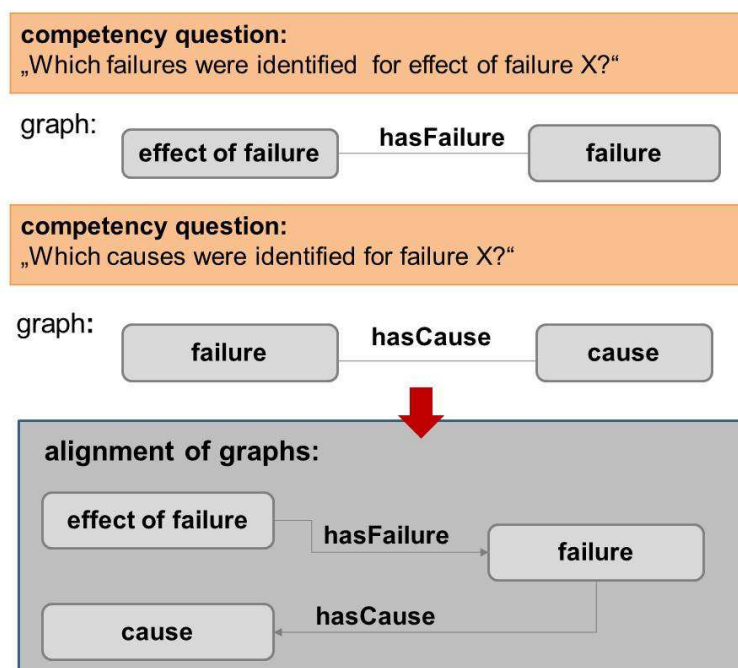 competency question:
„Which failures were identified  for effect of failure X?“
graph:
effect of failure
hasFailure
failure
competency question:
„Which causes were identified for failure X?“
graph:
failure
hasCause
cause
alignment of graphs:
effect of failure
hasFailure
failure
cause
hasCause